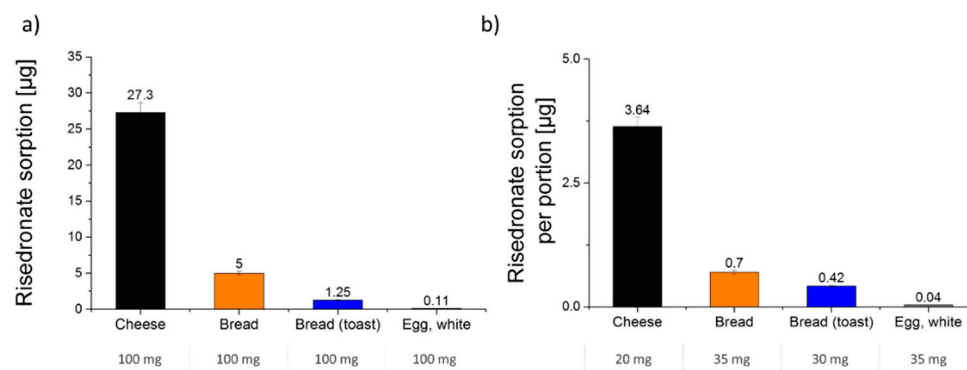 a)
Risedronate sorption [µg]
35
30
25
20
15
10
5
0
27.3
5
1.25
0.11
Cheese
Bread
Bread (toast)
Egg, white
100 mg
100 mg
100 mg
100 mg
b)
Risedronate sorption
per portion [µg]
5.0
2.5
0.0
3.64
0.7
0.42
0.04
Cheese
Bread
Bread (toast)
Egg, white
20 mg
35 mg
30 mg
35 mg